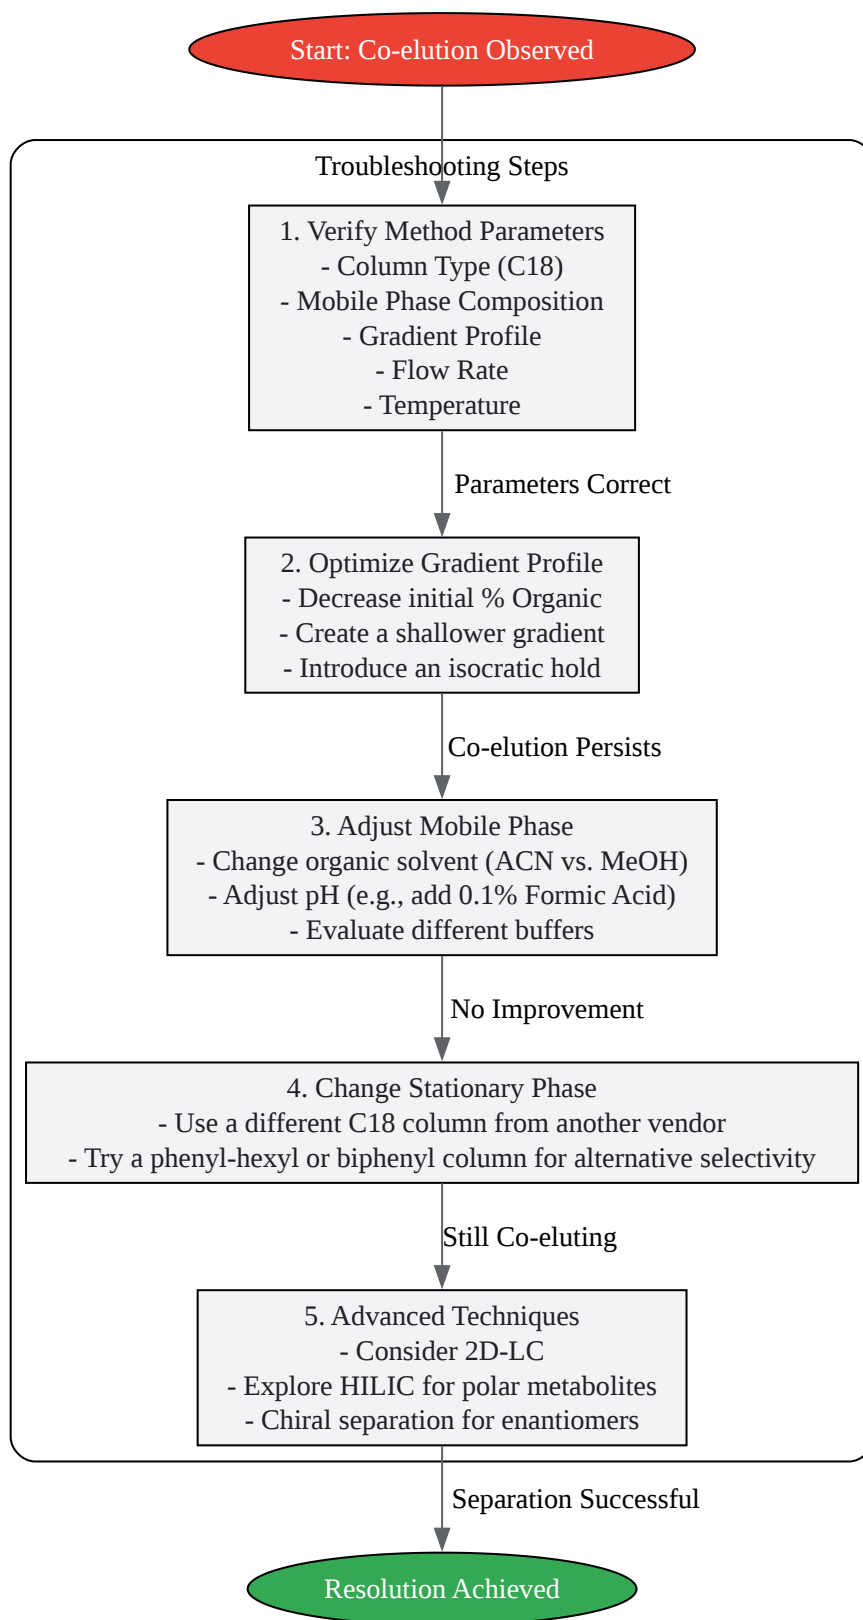 Start: Co-elution Observed
Troubleshooting Steps
1. Verify Method Parameters
- Column Type (C18)
- Mobile Phase Composition
- Gradient Profile
- Flow Rate
- Temperature
Parameters Correct
2. Optimize Gradient Profile
- Decrease initial % Organic
- Create a shallower gradient
- Introduce an isocratic hold
Co-elution Persists
3. Adjust Mobile Phase
- Change organic solvent (ACN vs. MeOH)
- Adjust pH (e.g., add 0.1% Formic Acid)
- Evaluate different buffers
No Improvement
4. Change Stationary Phase
- Use a different C18 column from another vendor
- Try a phenyl-hexyl or biphenyl column for alternative selectivity
Still Co-eluting
5. Advanced Techniques
- Consider 2D-LC
- Explore HILIC for polar metabolites
- Chiral separation for enantiomers
Separation Successful
Resolution Achieved